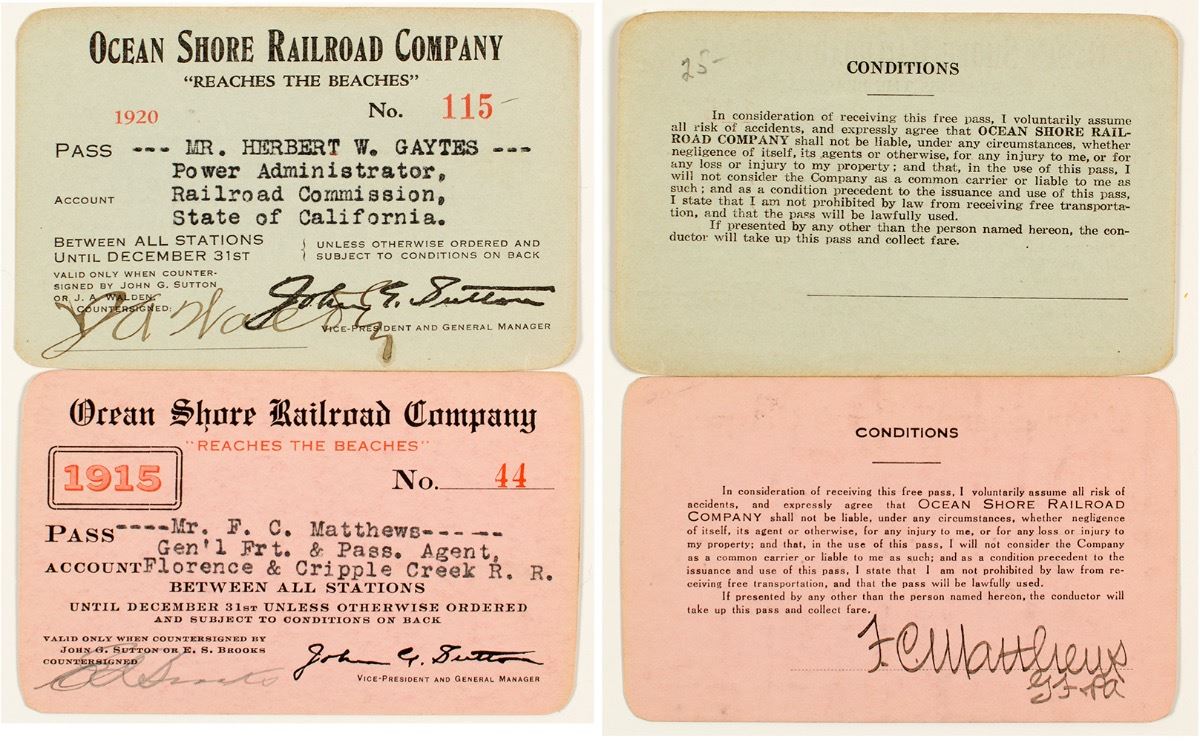 OCEAN SHORE RAILROAD COMPANY
"REACHES THE BEACHES"
1920 No. 115
PASS --- MR. HERBERT W. GAYTES ---
Power Administrator,
ACCOUNT Railroad Commission,
State of California.
BETWEEN ALL STATIONS
UNTIL DECEMBER 31ST
UNLESS OTHERWISE ORDERED AND
SUBJECT TO CONDITIONS ON BACK
VALID ONLY WHEN COUNTER-
SIGNED BY JOHN G. SUTTON
OR J. A. WALDEN.
COUNTERSIGNED:
J A Walden
John G. Sutton
VICE-PRESIDENT AND GENERAL MANAGER
25-
CONDITIONS
In consideration of receiving this free pass, I voluntarily assume
all risk of accidents, and expressly agree that OCEAN SHORE RAIL-
ROAD COMPANY shall not be liable, under any circumstances, whether
negligence of itself, its agents or otherwise, for any injury to me, or for
any loss or injury to my property; and that, in the use of this pass, I
will not consider the Company as a common carrier or liable to me as
such; and as a condition precedent to the issuance and use of this pass,
I state that I am not prohibited by law from receiving free transporta-
tion, and that the pass will be lawfully used.
If presented by any other than the person named hereon, the con-
ductor will take up this pass and collect fare.
Ocean Shore Railroad Company
"REACHES THE BEACHES"
1915 No. 44
PASS ----Mr. F. C. Matthews------
Gen'l Frt. & Pass. Agent,
ACCOUNT Florence & Cripple Creek R. R.
BETWEEN ALL STATIONS
UNTIL DECEMBER 31ST UNLESS OTHERWISE ORDERED
AND SUBJECT TO CONDITIONS ON BACK
VALID ONLY WHEN COUNTERSIGNED BY
JOHN G. SUTTON OR E. S. BROOKS
COUNTERSIGNED
John G. Sutton
VICE-PRESIDENT AND GENERAL MANAGER
CONDITIONS
In consideration of receiving this free pass, I voluntarily assume all risk of
accidents, and expressly agree that OCEAN SHORE RAILROAD
COMPANY shall not be liable, under any circumstances, whether negligence
of itself, its agent or otherwise, for any injury to me, or for any loss or injury to
my property; and that, in the use of this pass, I will not consider the Company
as a common carrier or liable to me as such; and as a condition precedent to the
issuance and use of this pass, I state that I am not prohibited by law from re-
ceiving free transportation, and that the pass will be lawfully used.
If presented by any other than the person named hereon, the conductor will
take up this pass and collect fare.
F C Matthews